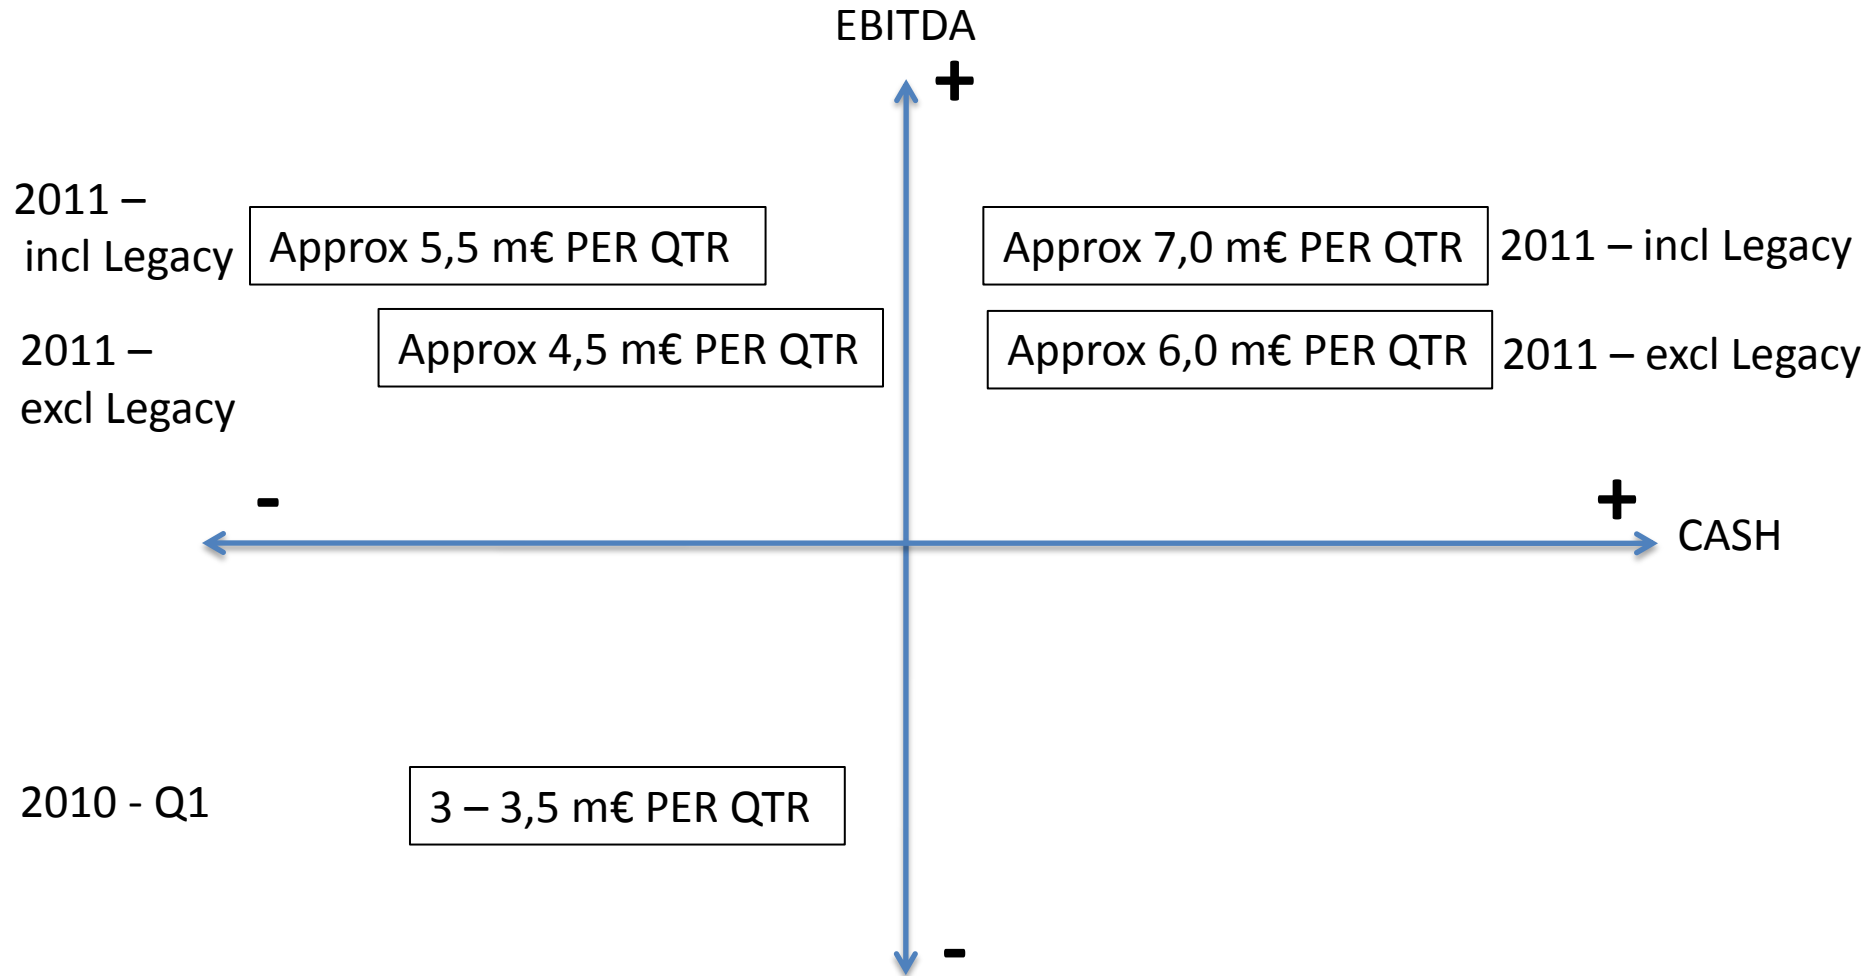 EBITDA
+
2011 –
incl Legacy
Approx 5,5 m€ PER QTR
Approx 7,0 m€ PER QTR
2011 – incl Legacy
2011 –
excl Legacy
Approx 4,5 m€ PER QTR
Approx 6,0 m€ PER QTR
2011 – excl Legacy
-
+
CASH
2010 - Q1
3 – 3,5 m€ PER QTR
-